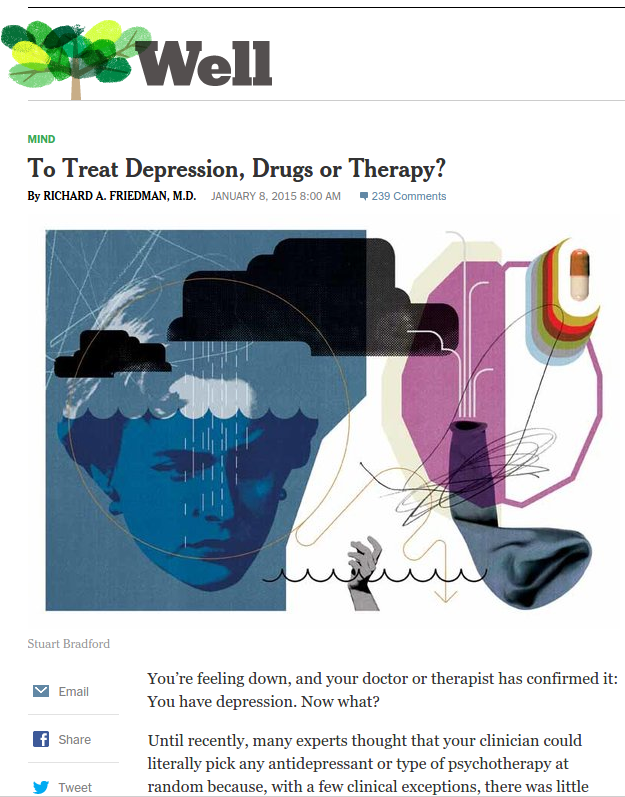 Well
MIND
To Treat Depression, Drugs or Therapy?
By RICHARD A. FRIEDMAN, M.D. JANUARY 8, 2015 8:00 AM 239 Comments
Stuart Bradford
Email
Share
Tweet
You’re feeling down, and your doctor or therapist has confirmed it:
You have depression. Now what?
Until recently, many experts thought that your clinician could
literally pick any antidepressant or type of psychotherapy at
random because, with a few clinical exceptions, there was little